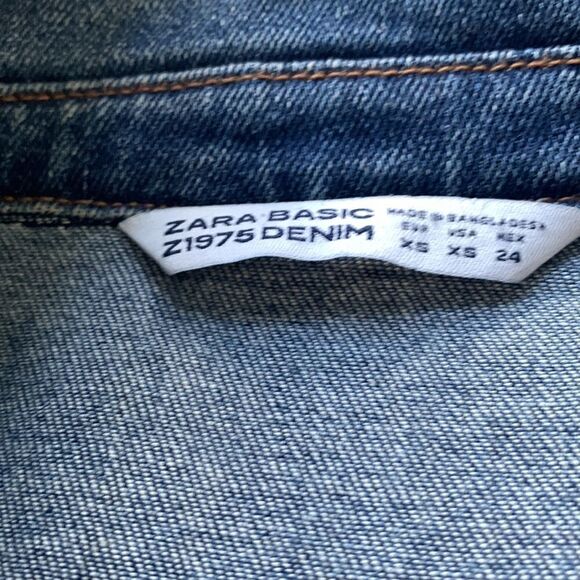 ZARA BASIC
Z1975 DENIM
MADE IN BANGLADESH
EUR USA MEX
XS XS 24